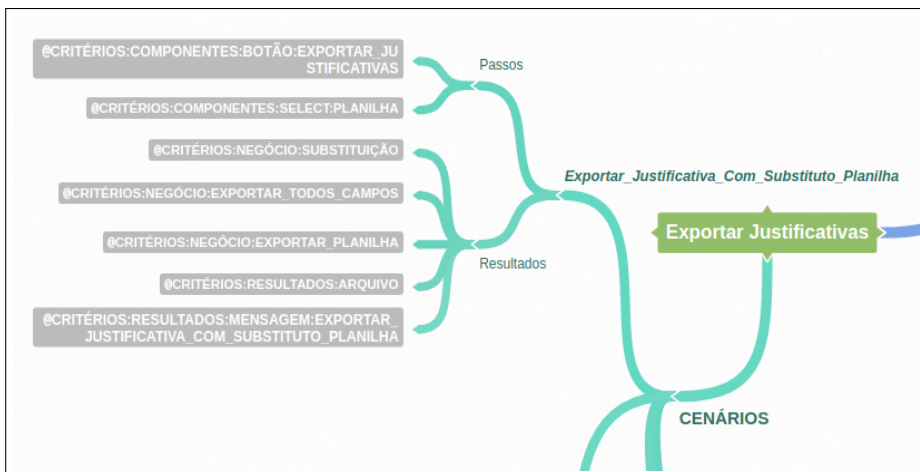 @CRITÉRIOS:COMPONENTES:BOTÃO:EXPORTAR_JU
STIFICATIVAS
Passos
@CRITÉRIOS:COMPONENTES:SELECT:PLANILHA
@CRITÉRIOS:NEGÓCIO:SUBSTITUIÇÃO
Exportar_Justificativa_Com_Substituto_Planilha
@CRITÉRIOS:NEGÓCIO:EXPORTAR_TODOS_CAMPOS
Exportar Justificativas
@CRITÉRIOS:NEGÓCIO:EXPORTAR_PLANILHA
Resultados
@CRITÉRIOS:RESULTADOS:ARQUIVO
@CRITÉRIOS:RESULTADOS:MENSAGEM:EXPORTAR_
JUSTIFICATIVA_COM_SUBSTITUTO_PLANILHA
CENÁRIOS